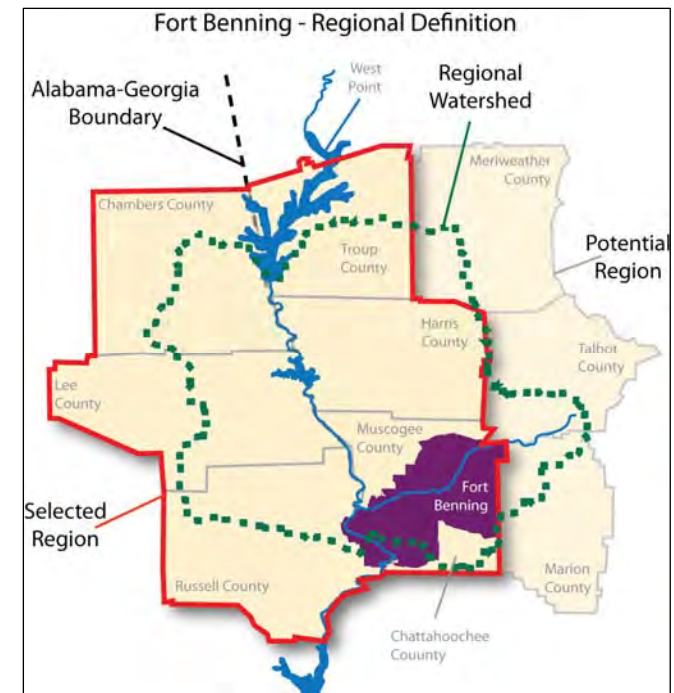 Fort Benning - Regional Definition
West
Point
Regional
Watershed
Alabama-Georgia
Boundary
Meriweather
County
Chambers County
Troup
County
Potential
Region
Harris
County
Talbot
County
Lee
County
Muscogee
County
Fort
Benning
Selected
Region
Russell County
Marion
County
Chattahoochee
Couunty